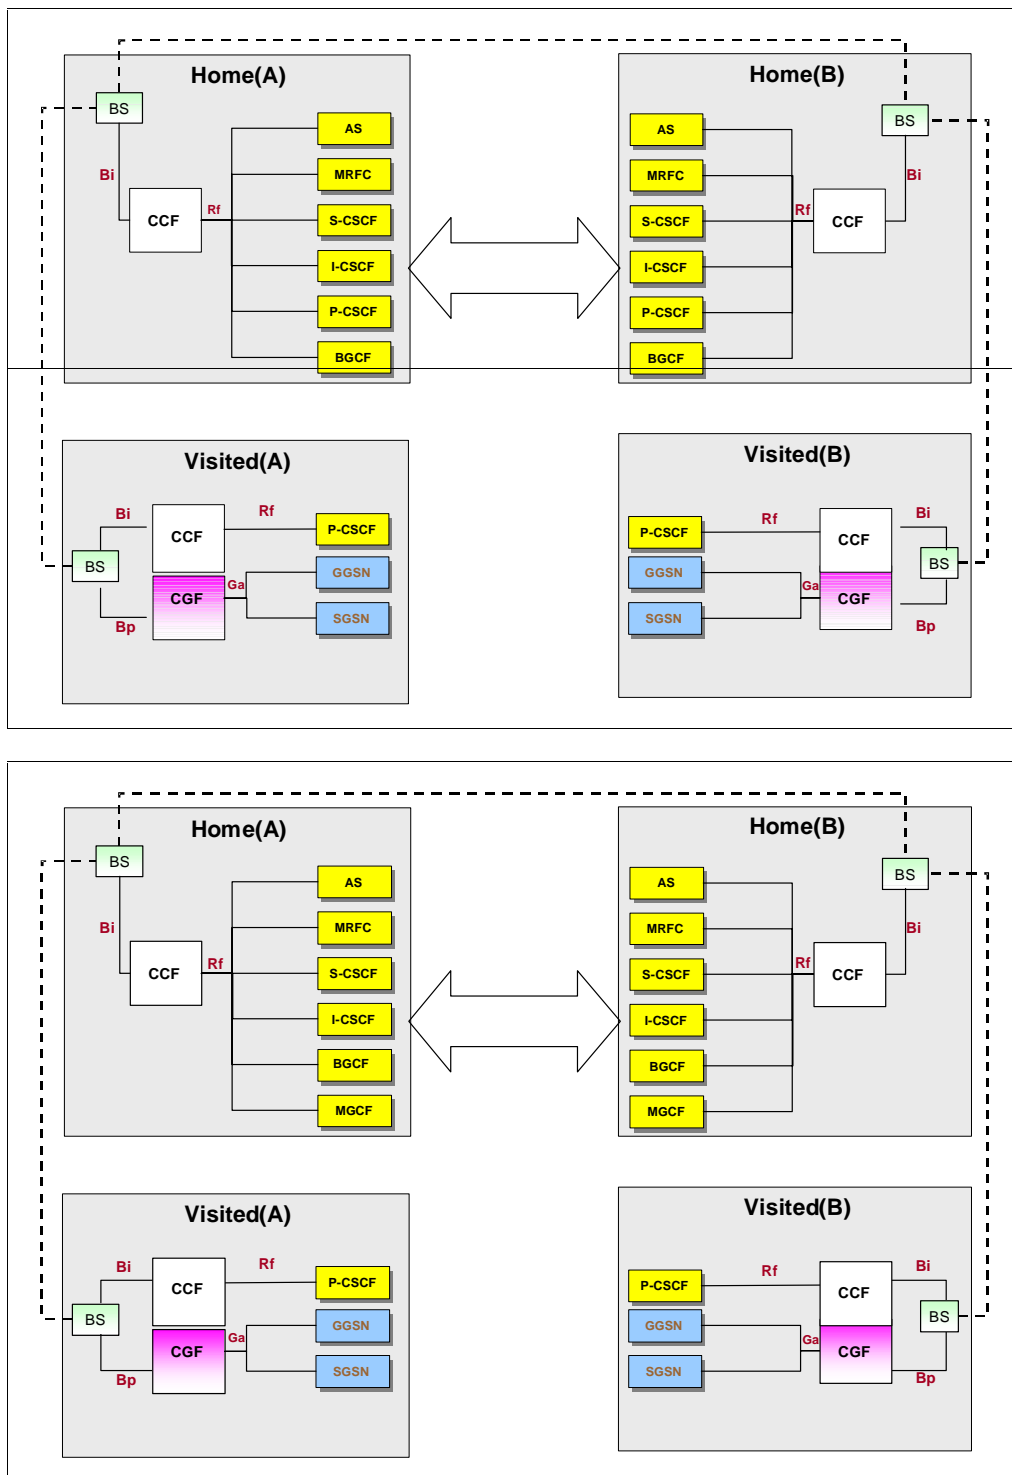 Home(A)
BS
Bi
CCF
Rf
AS
MRFC
S-CSCF
I-CSCF
P-CSCF
BGCF
Home(B)
AS
MRFC
S-CSCF
I-CSCF
P-CSCF
BGCF
Rf
CCF
Bi
BS
Visited(A)
Bi
BS
Bp
CCF
CGF
Rf
Ga
P-CSCF
GGSN
SGSN
Visited(B)
P-CSCF
GGSN
SGSN
Rf
Ga
CCF
CGF
Bi
BS
Bp
Home(A)
BS
Bi
CCF
Rf
AS
MRFC
S-CSCF
I-CSCF
BGCF
MGCF
Home(B)
AS
MRFC
S-CSCF
I-CSCF
BGCF
MGCF
Rf
CCF
Bi
BS
Visited(A)
Bi
BS
Bp
CCF
CGF
Rf
Ga
P-CSCF
GGSN
SGSN
Visited(B)
P-CSCF
GGSN
SGSN
Rf
Ga
CCF
CGF
Bi
BS
Bp